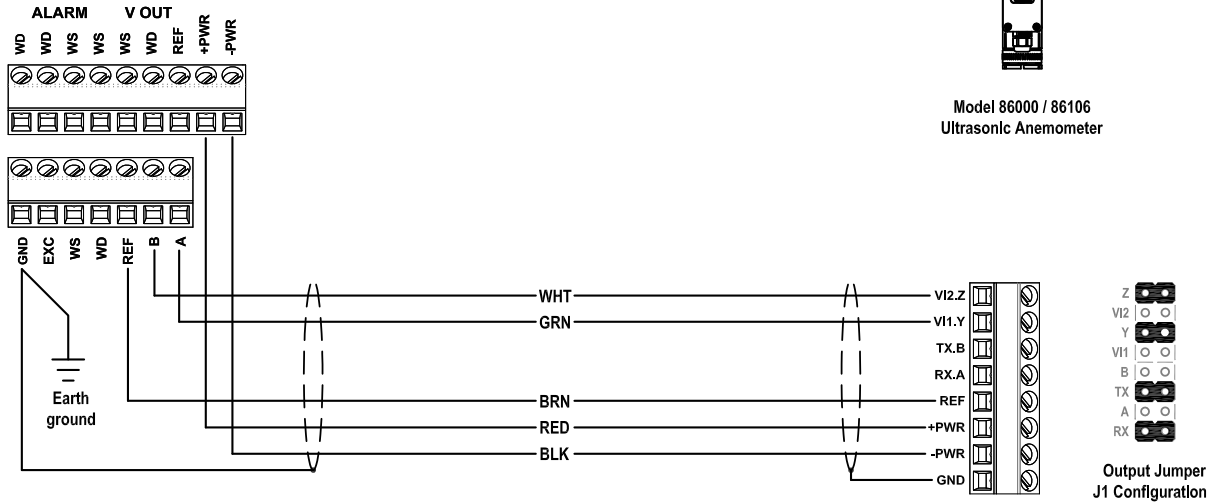 ALARM V OUT
WD WD WS WS WS WD REF +PWR -PWR
Model 86000 / 86106
Ultrasonic Anemometer
GND EXC WS WD REF B A
Earth
ground
WHT
GRN
BRN
RED
BLK
VI2.Z
VI1.Y
TX.B
RX.A
REF
+PWR
-PWR
GND
Z
VI2
Y
VI1
B
TX
A
RX
Output Jumper
J1 Configuration